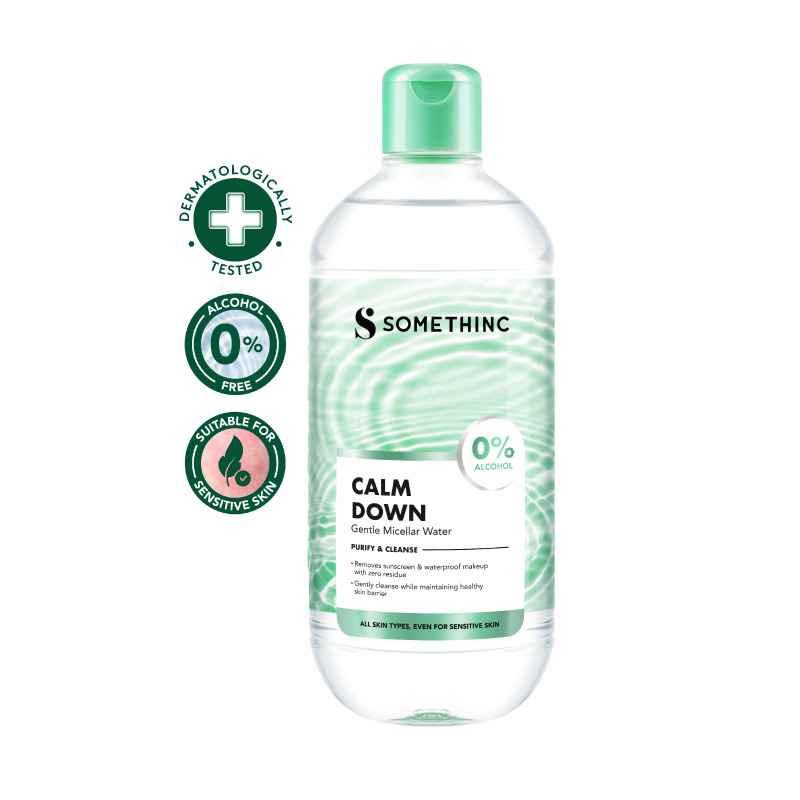 DERMATOLOGICALLY
TESTED
ALCOHOL
0%
FREE
SUITABLE FOR
SENSITIVE SKIN
SOMETHINC
0%
ALCOHOL
CALM
DOWN
Gentle Micellar Water
PURIFY & CLEANSE
• Removes sunscreen & waterproof makeup
with zero residue
• Gently cleanse while maintaining healthy
skin barrier
ALL SKIN TYPES, EVEN FOR SENSITIVE SKIN